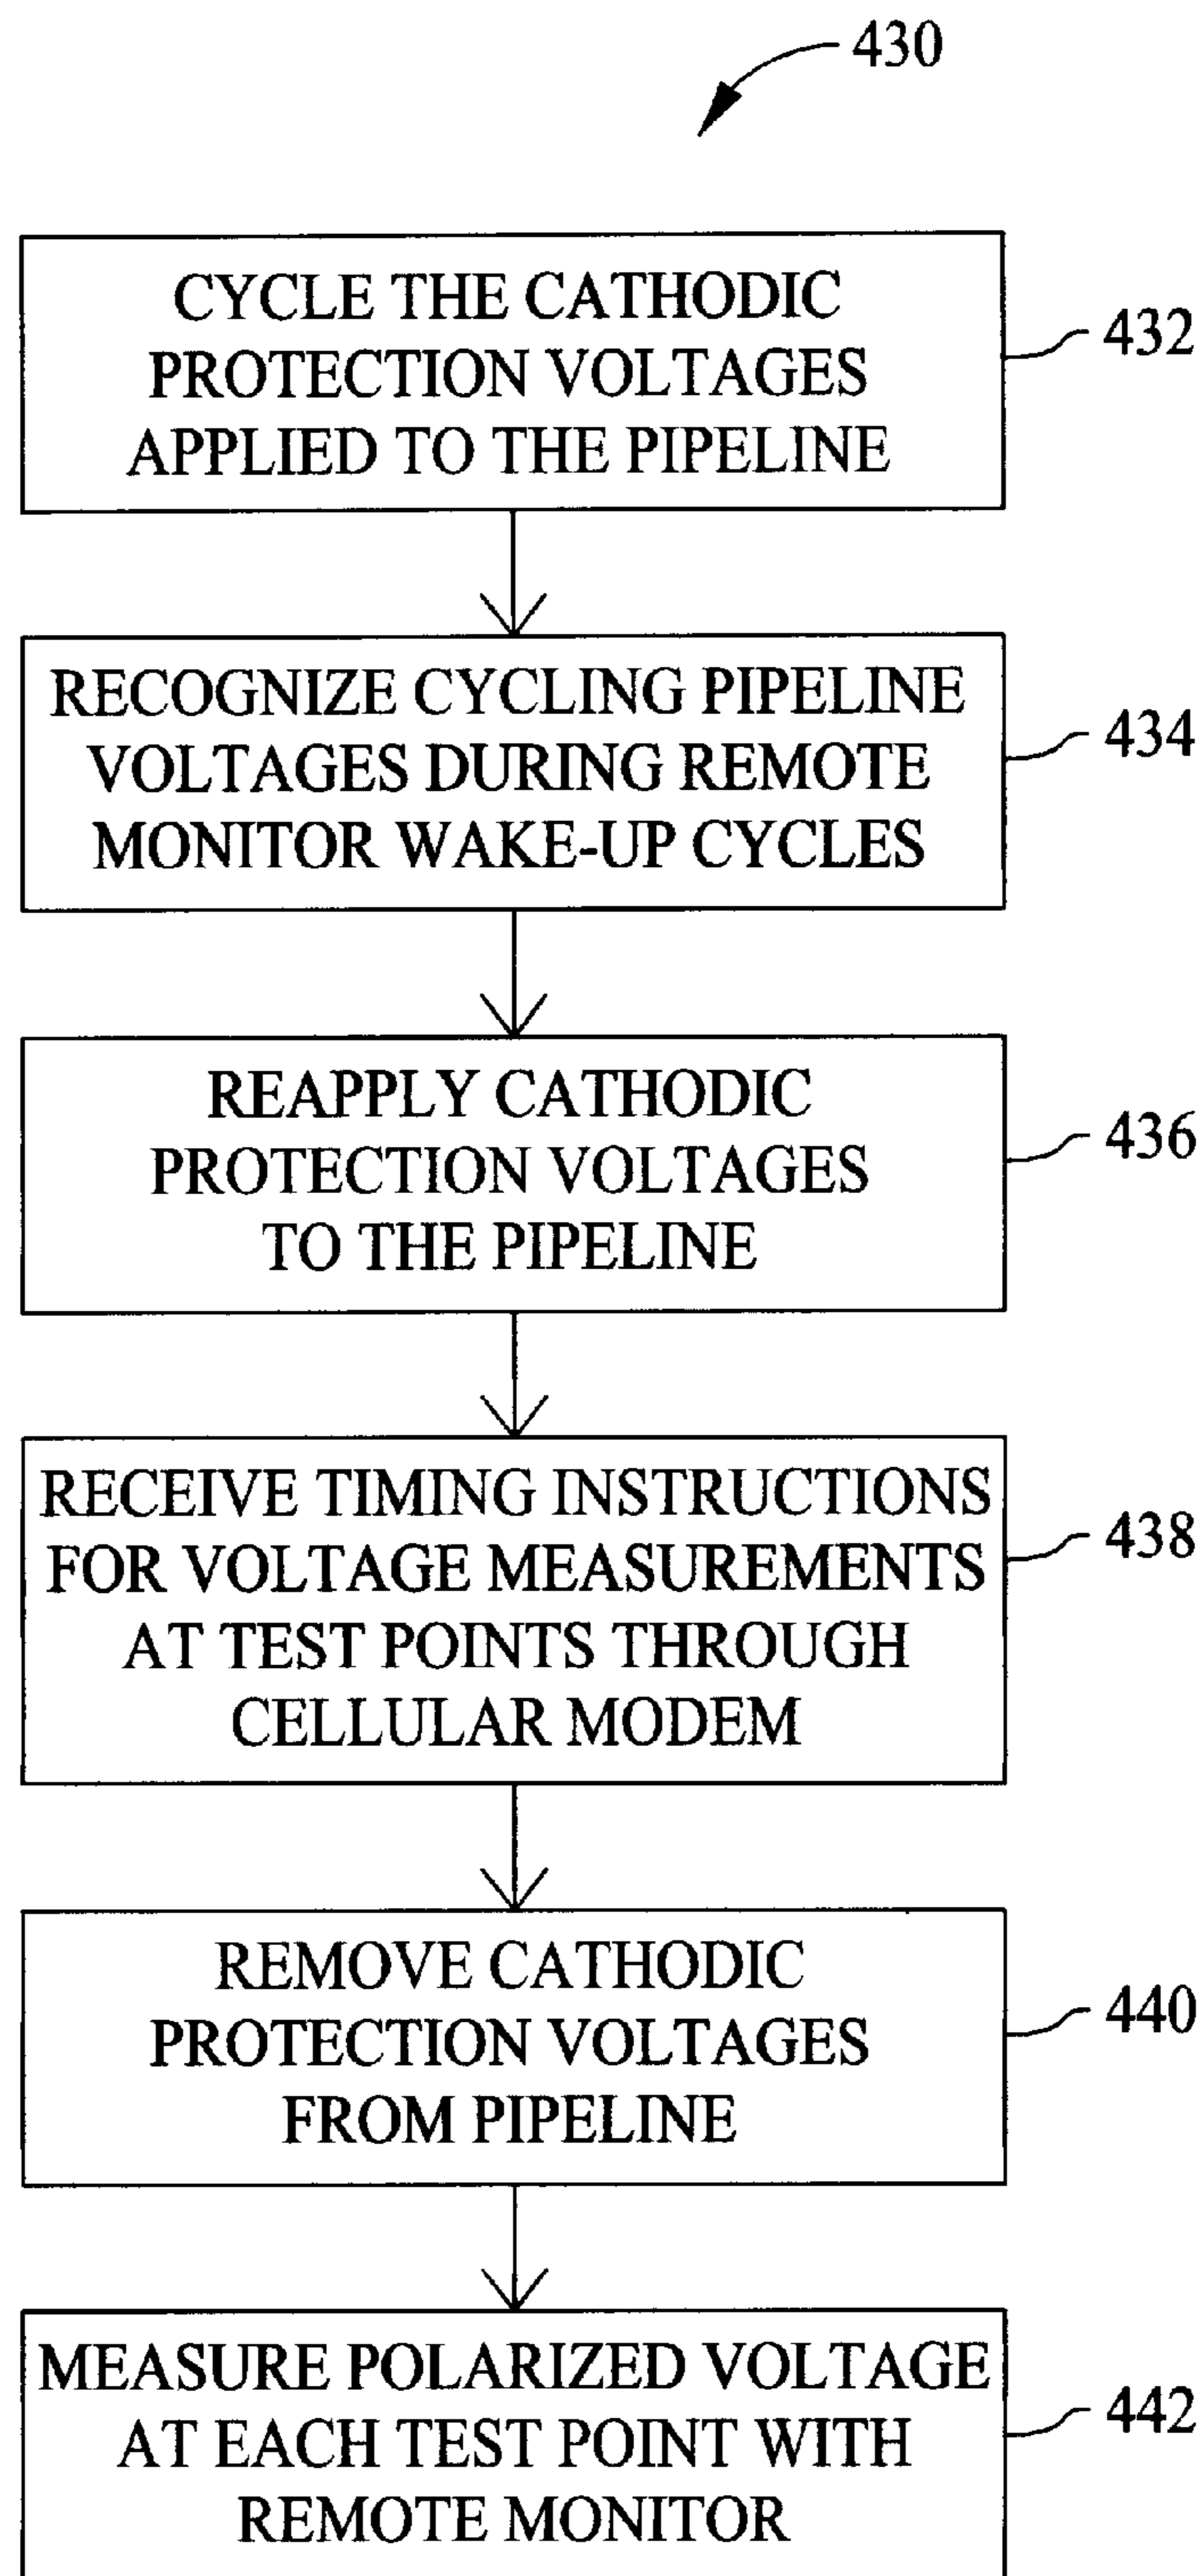 430
CYCLE THE CATHODIC
PROTECTION VOLTAGES
APPLIED TO THE PIPELINE
432
RECOGNIZE CYCLING PIPELINE
VOLTAGES DURING REMOTE
MONITOR WAKE-UP CYCLES
434
REAPPLY CATHODIC
PROTECTION VOLTAGES
TO THE PIPELINE
436
RECEIVE TIMING INSTRUCTIONS
FOR VOLTAGE MEASUREMENTS
AT TEST POINTS THROUGH
CELLULAR MODEM
438
REMOVE CATHODIC
PROTECTION VOLTAGES
FROM PIPELINE
440
MEASURE POLARIZED VOLTAGE
AT EACH TEST POINT WITH
REMOTE MONITOR
442